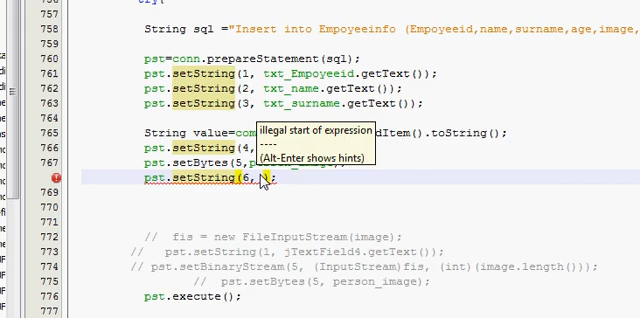 757 try{
758 String sql ="Insert into Empoyeeinfo (Empoyeeid,name,surname,age,image,
759
760 pst=conn.prepareStatement(sql);
761 pst.setString(1, txt_Empoyeeid.getText());
762 pst.setString(2, txt_name.getText());
763 pst.setString(3, txt_surname.getText());
764
765 String value=com dItem().toString();
766 pst.setString(4,
767 pst.setBytes(5,person_image);
168 pst.setString(6, );
769
770
771
772 // fis = new FileInputStream(image);
773 // pst.setString(1, jTextField4.getText());
774 // pst.setBinaryStream(5, (InputStream)fis, (int)(image.length()));
775 // pst.setBytes(5, person_image);
776 pst.execute();
777
illegal start of expression
----
(Alt-Enter shows hints)